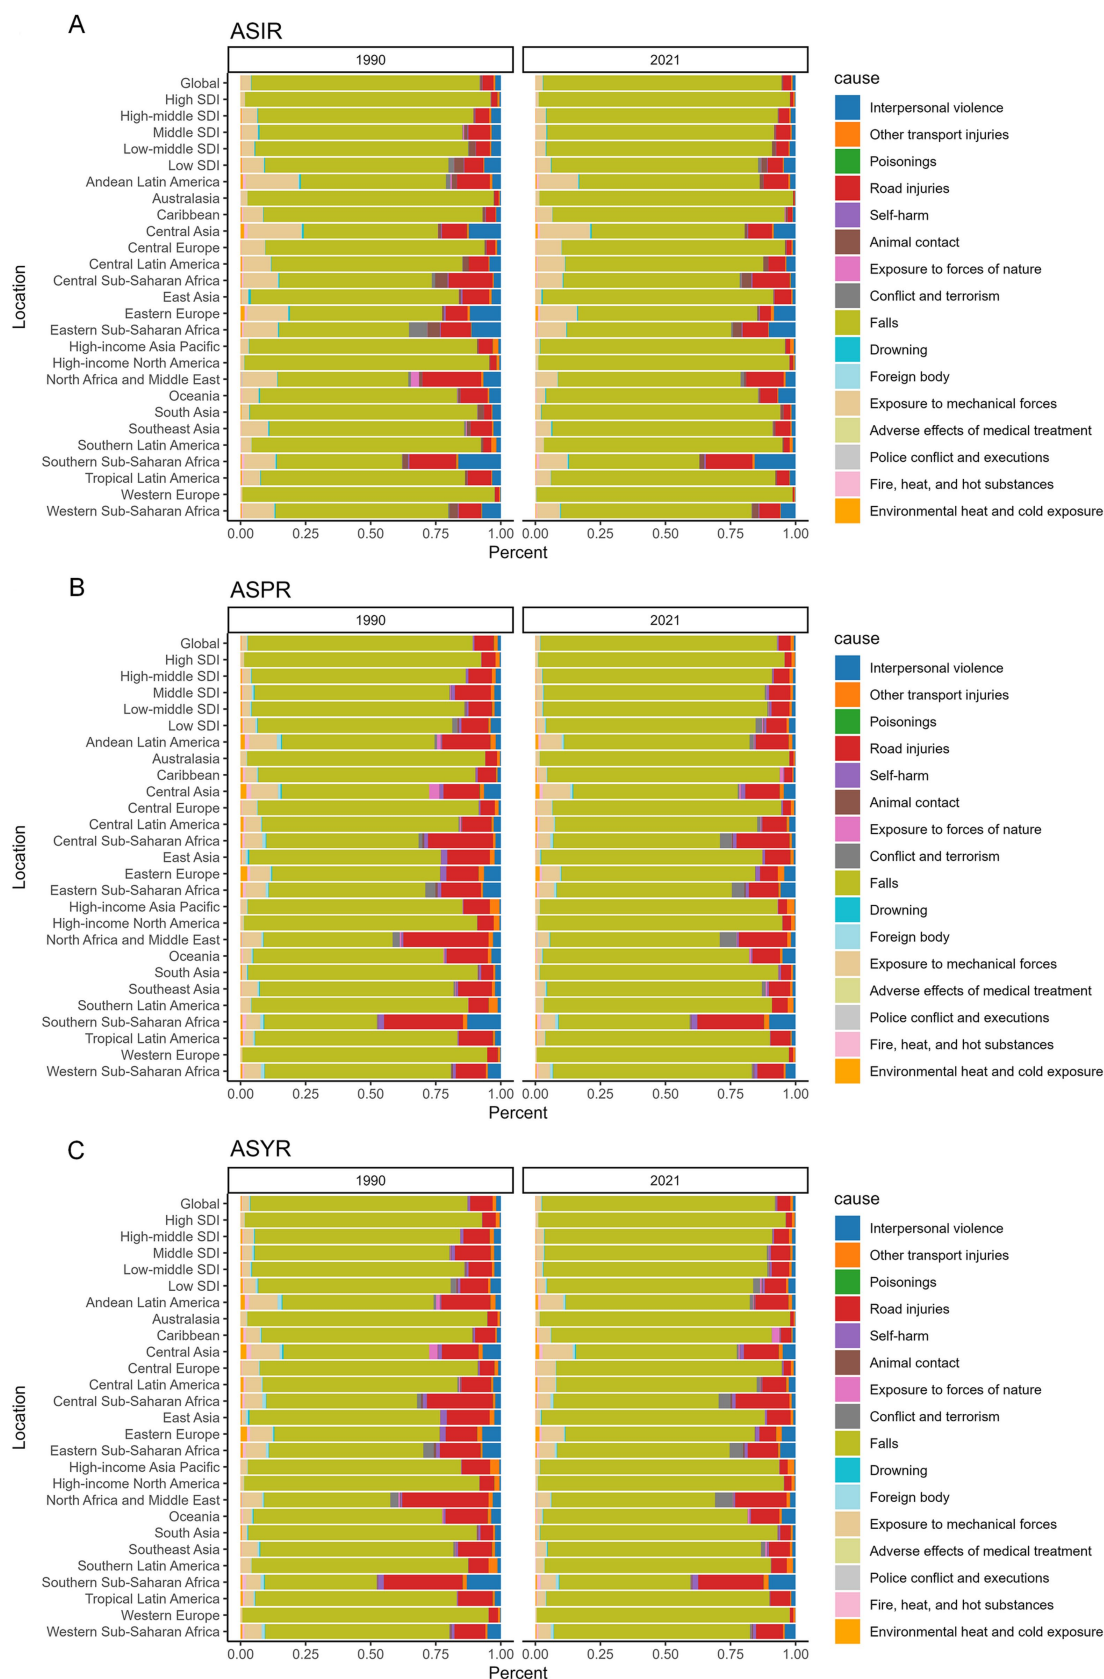 A
ASIR
1990
2021
Location
Global
High SDI
High-middle SDI
Middle SDI
Low-middle SDI
Low SDI
Andean Latin America
Australasia
Caribbean
Central Asia
Central Europe
Central Latin America
Central Sub-Saharan Africa
East Asia
Eastern Europe
Eastern Sub-Saharan Africa
High-income Asia Pacific
High-income North America
North Africa and Middle East
Oceania
South Asia
Southeast Asia
Southern Latin America
Southern Sub-Saharan Africa
Tropical Latin America
Western Europe
Western Sub-Saharan Africa
0.00 0.25 0.50 0.75 1.00 0.00 0.25 0.50 0.75 1.00
Percent
cause
Interpersonal violence
Other transport injuries
Poisonings
Road injuries
Self-harm
Animal contact
Exposure to forces of nature
Conflict and terrorism
Falls
Drowning
Foreign body
Exposure to mechanical forces
Adverse effects of medical treatment
Police conflict and executions
Fire, heat, and hot substances
Environmental heat and cold exposure
B
ASPR
1990
2021
Location
Global
High SDI
High-middle SDI
Middle SDI
Low-middle SDI
Low SDI
Andean Latin America
Australasia
Caribbean
Central Asia
Central Europe
Central Latin America
Central Sub-Saharan Africa
East Asia
Eastern Europe
Eastern Sub-Saharan Africa
High-income Asia Pacific
High-income North America
North Africa and Middle East
Oceania
South Asia
Southeast Asia
Southern Latin America
Southern Sub-Saharan Africa
Tropical Latin America
Western Europe
Western Sub-Saharan Africa
0.00 0.25 0.50 0.75 1.00 0.00 0.25 0.50 0.75 1.00
Percent
cause
Interpersonal violence
Other transport injuries
Poisonings
Road injuries
Self-harm
Animal contact
Exposure to forces of nature
Conflict and terrorism
Falls
Drowning
Foreign body
Exposure to mechanical forces
Adverse effects of medical treatment
Police conflict and executions
Fire, heat, and hot substances
Environmental heat and cold exposure
C
ASYR
1990
2021
Location
Global
High SDI
High-middle SDI
Middle SDI
Low-middle SDI
Low SDI
Andean Latin America
Australasia
Caribbean
Central Asia
Central Europe
Central Latin America
Central Sub-Saharan Africa
East Asia
Eastern Europe
Eastern Sub-Saharan Africa
High-income Asia Pacific
High-income North America
North Africa and Middle East
Oceania
South Asia
Southeast Asia
Southern Latin America
Southern Sub-Saharan Africa
Tropical Latin America
Western Europe
Western Sub-Saharan Africa
0.00 0.25 0.50 0.75 1.00 0.00 0.25 0.50 0.75 1.00
Percent
cause
Interpersonal violence
Other transport injuries
Poisonings
Road injuries
Self-harm
Animal contact
Exposure to forces of nature
Conflict and terrorism
Falls
Drowning
Foreign body
Exposure to mechanical forces
Adverse effects of medical treatment
Police conflict and executions
Fire, heat, and hot substances
Environmental heat and cold exposure